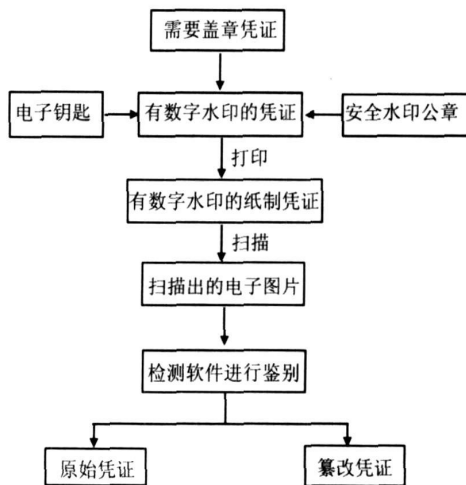 需要盖章凭证
电子钥匙
有数字水印的凭证
安全水印公章
打印
有数字水印的纸制凭证
扫描
扫描出的电子图片
检测软件进行鉴别
原始凭证
篡改凭证